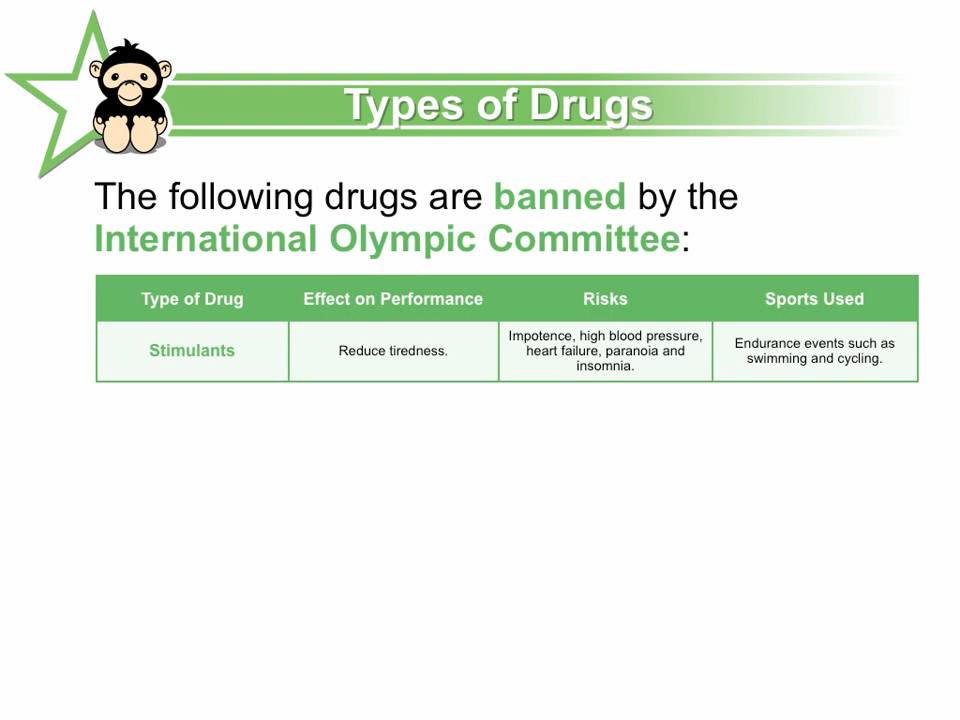 Types of Drugs
The following drugs are banned by the
International Olympic Committee:
Type of Drug Effect on Performance Risks Sports Used
Stimulants
Reduce tiredness.
Impotence, high blood pressure,
heart failure, paranoia and
insomnia.
Endurance events such as
swimming and cycling.